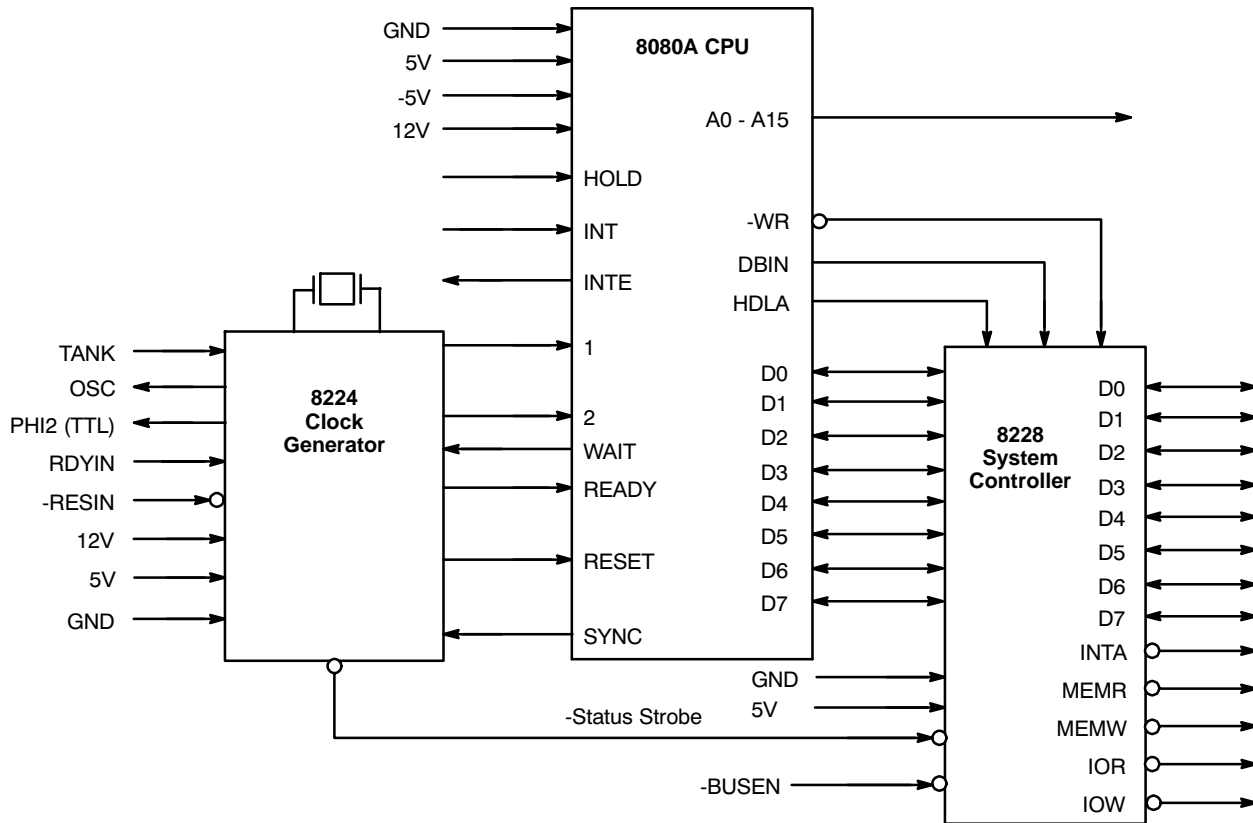 GND
5V
-5V
12V
8080A CPU
A0 - A15
HOLD
INT
INTE
-WR
DBIN
HDLA
TANK
OSC
PHI2 (TTL)
RDYIN
-RESIN
12V
5V
GND
8224
Clock
Generator
1
2
WAIT
READY
RESET
SYNC
D0
D1
D2
D3
D4
D5
D6
D7
8228
System
Controller
D0
D1
D2
D3
D4
D5
D6
D7
INTA
MEMR
MEMW
IOR
IOW
GND
5V
-Status Strobe
-BUSEN